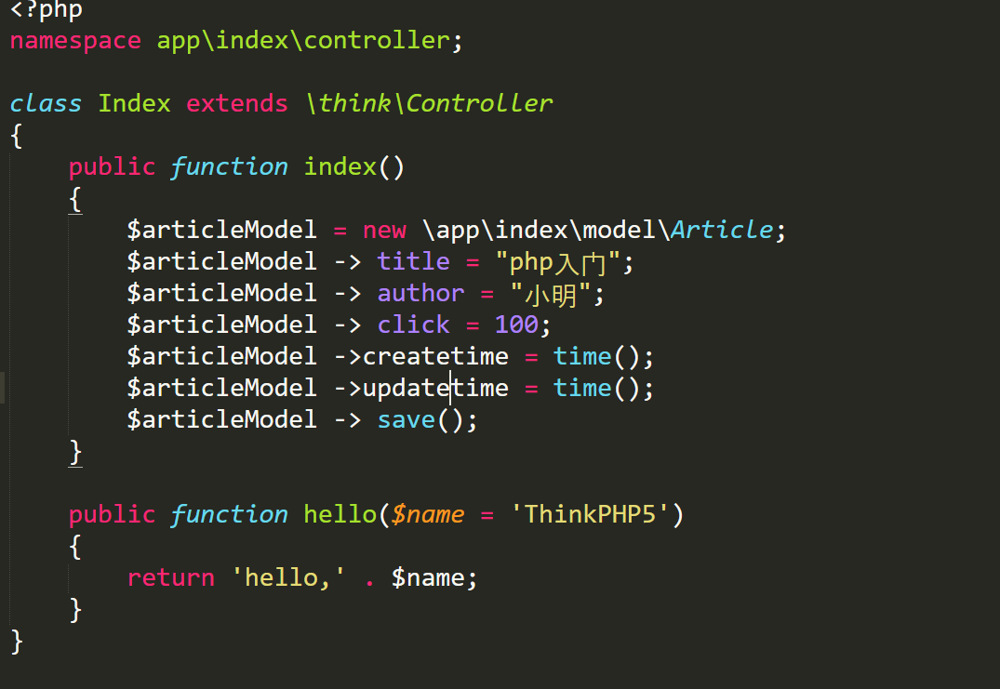 <?php
namespace app\index\controller;
class Index extends \think\Controller
{
public function index()
{
$articleModel = new \app\index\model\Article;
$articleModel -> title = "php入门";
$articleModel -> author = "小明";
$articleModel -> click = 100;
$articleModel ->createtime = time();
$articleModel ->updatetime = time();
$articleModel -> save();
}
public function hello($name = 'ThinkPHP5')
{
return 'hello,' . $name;
}
}